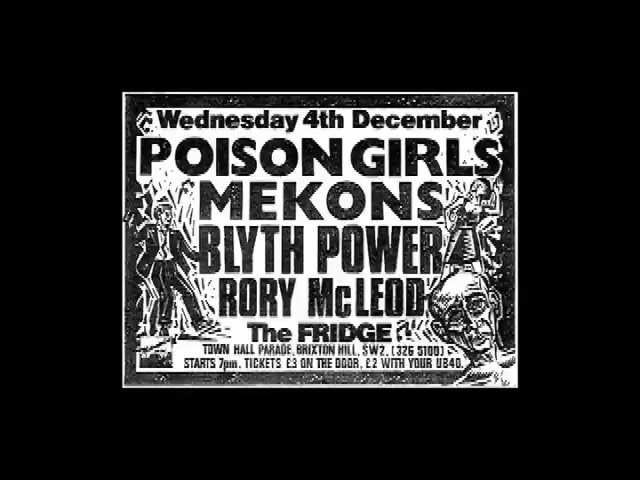 Wednesday 4th December
POISON GIRLS
MEKONS
BLYTH POWER
RORY McLEOD
The FRIDGE
TOWN HALL PARADE, BRIXTON HILL, SW2. (326 5100)
STARTS 7pm. TICKETS £3 ON THE DOOR, £2 WITH YOUR UB40.